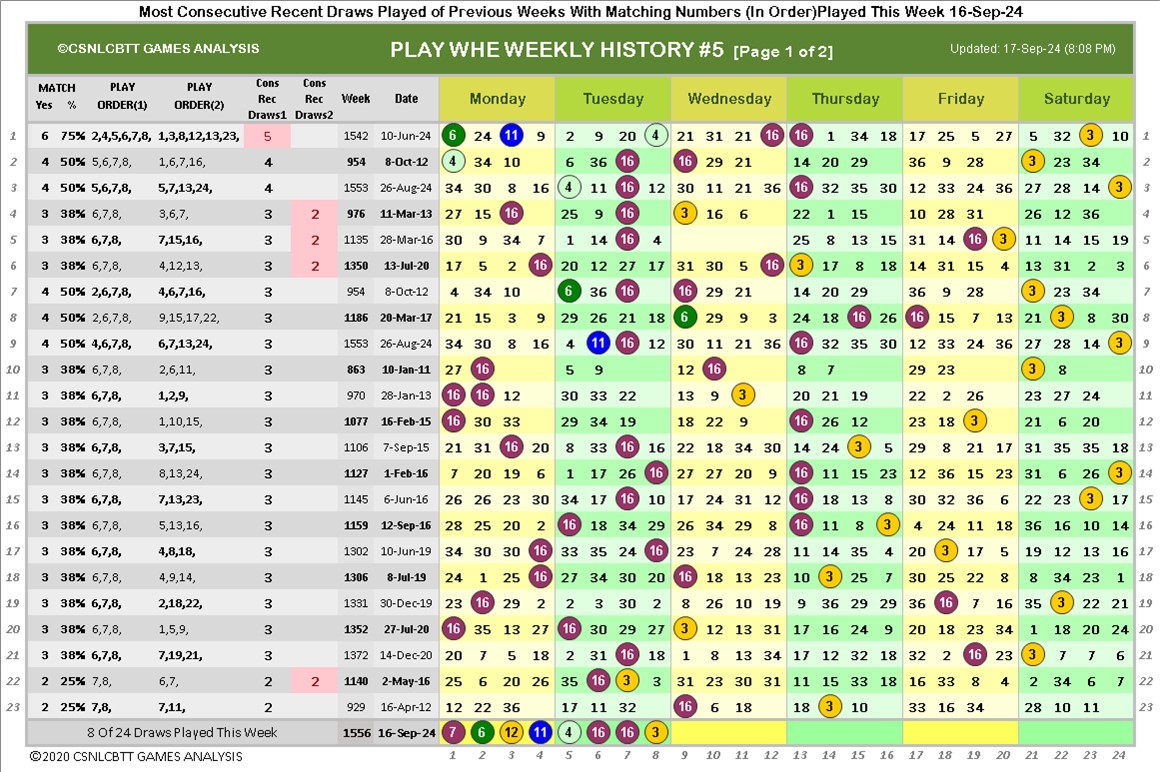 Most Consecutive Recent Draws Played of Previous Weeks With Matching Numbers (In Order)Played This Week 16-Sep-24
©CSNLCBTT GAMES ANALYSIS PLAY WHE WEEKLY HISTORY #5 [Page 1 of 2] Updated: 17-Sep-24 (8:08 PM)
MATCH Yes % PLAY ORDER(1) PLAY ORDER(2) Cons Rec Draws1 Cons Rec Draws2 Week Date Monday Tuesday Wednesday Thursday Friday Saturday
1 6 75% 2,4,5,6,7,8, 1,3,8,12,13,23, 5 1542 10-Jun-24 6 24 11 9 2 9 20 4 21 31 21 16 16 1 34 18 17 25 5 27 5 32 3 10 1
2 4 50% 5,6,7,8, 1,6,7,16, 4 954 8-Oct-12 4 34 10 6 36 16 16 29 21 14 20 29 36 9 28 3 23 34 2
3 4 50% 5,6,7,8, 5,7,13,24, 4 1553 26-Aug-24 34 30 8 16 4 11 16 12 30 11 21 36 16 32 35 30 12 33 24 36 27 28 14 3 3
4 3 38% 6,7,8, 3,6,7, 3 2 976 11-Mar-13 27 15 16 25 9 16 3 16 6 22 1 15 10 28 31 26 12 36 4
5 3 38% 6,7,8, 7,15,16, 3 2 1135 28-Mar-16 30 9 34 7 1 14 16 4 25 8 13 15 31 14 16 3 11 14 15 19 5
6 3 38% 6,7,8, 4,12,13, 3 2 1350 13-Jul-20 17 5 2 16 20 12 27 17 31 30 5 16 3 17 8 18 14 31 15 4 13 31 2 3 6
7 4 50% 2,6,7,8, 4,6,7,16, 3 954 8-Oct-12 4 34 10 6 36 16 16 29 21 14 20 29 36 9 28 3 23 34 7
8 4 50% 2,6,7,8, 9,15,17,22, 3 1186 20-Mar-17 21 15 3 9 29 26 21 18 6 29 9 3 24 18 16 26 16 15 7 13 21 3 8 30 8
9 4 50% 4,6,7,8, 6,7,13,24, 3 1553 26-Aug-24 34 30 8 16 4 11 16 12 30 11 21 36 16 32 35 30 12 33 24 36 27 28 14 3 9
10 3 38% 6,7,8, 2,6,11, 3 863 10-Jan-11 27 16 5 9 12 16 8 7 29 23 3 8 10
11 3 38% 6,7,8, 1,2,9, 3 970 28-Jan-13 16 16 12 30 33 22 13 9 3 20 21 19 22 2 26 23 27 24 11
12 3 38% 6,7,8, 1,10,15, 3 1077 16-Feb-15 16 30 33 29 34 19 18 22 9 16 26 12 23 18 3 21 6 20 12
13 3 38% 6,7,8, 3,7,15, 3 1106 7-Sep-15 21 31 16 20 8 33 16 16 22 18 34 30 14 24 3 5 29 8 21 17 31 35 35 18 13
14 3 38% 6,7,8, 8,13,24, 3 1127 1-Feb-16 7 20 19 6 1 17 26 16 27 27 20 9 16 11 15 23 12 36 15 23 31 6 26 3 14
15 3 38% 6,7,8, 7,13,23, 3 1145 6-Jun-16 26 26 23 30 34 17 16 10 17 24 31 12 16 18 13 8 30 32 36 6 22 23 3 17 15
16 3 38% 6,7,8, 5,13,16, 3 1159 12-Sep-16 28 25 20 2 16 18 34 29 26 34 29 8 16 11 8 3 4 24 11 18 36 16 10 14 16
17 3 38% 6,7,8, 4,8,18, 3 1302 10-Jun-19 34 30 30 16 33 35 24 16 23 7 24 28 11 14 35 4 20 3 17 5 19 12 13 16 17
18 3 38% 6,7,8, 4,9,14, 3 1306 8-Jul-19 24 1 25 16 27 34 30 20 16 18 13 23 10 3 25 7 30 25 22 8 8 34 23 1 18
19 3 38% 6,7,8, 2,18,22, 3 1331 30-Dec-19 23 16 29 2 2 3 30 2 8 26 10 19 9 36 29 29 36 16 7 16 35 3 22 21 19
20 3 38% 6,7,8, 1,5,9, 3 1352 27-Jul-20 16 35 13 27 16 30 29 27 3 12 13 31 17 16 24 9 20 18 23 34 1 18 20 24 20
21 3 38% 6,7,8, 7,19,21, 3 1372 14-Dec-20 20 7 5 18 2 31 16 18 1 8 13 34 17 12 32 18 32 2 16 23 3 7 7 6 21
22 2 25% 7,8, 6,7, 2 2 1140 2-May-16 25 6 20 26 35 16 3 3 31 23 30 31 11 15 33 18 16 33 8 4 2 34 6 7 22
23 2 25% 7,8, 7,11, 2 929 16-Apr-12 12 22 36 17 11 32 16 6 18 18 3 10 33 16 34 28 10 11 23
8 Of 24 Draws Played This Week 1556 16-Sep-24 7 6 12 11 4 16 16 3
©2020 CSNLCBTT GAMES ANALYSIS 1 2 3 4 5 6 7 8 9 10 11 12 13 14 15 16 17 18 19 20 21 22 23 24